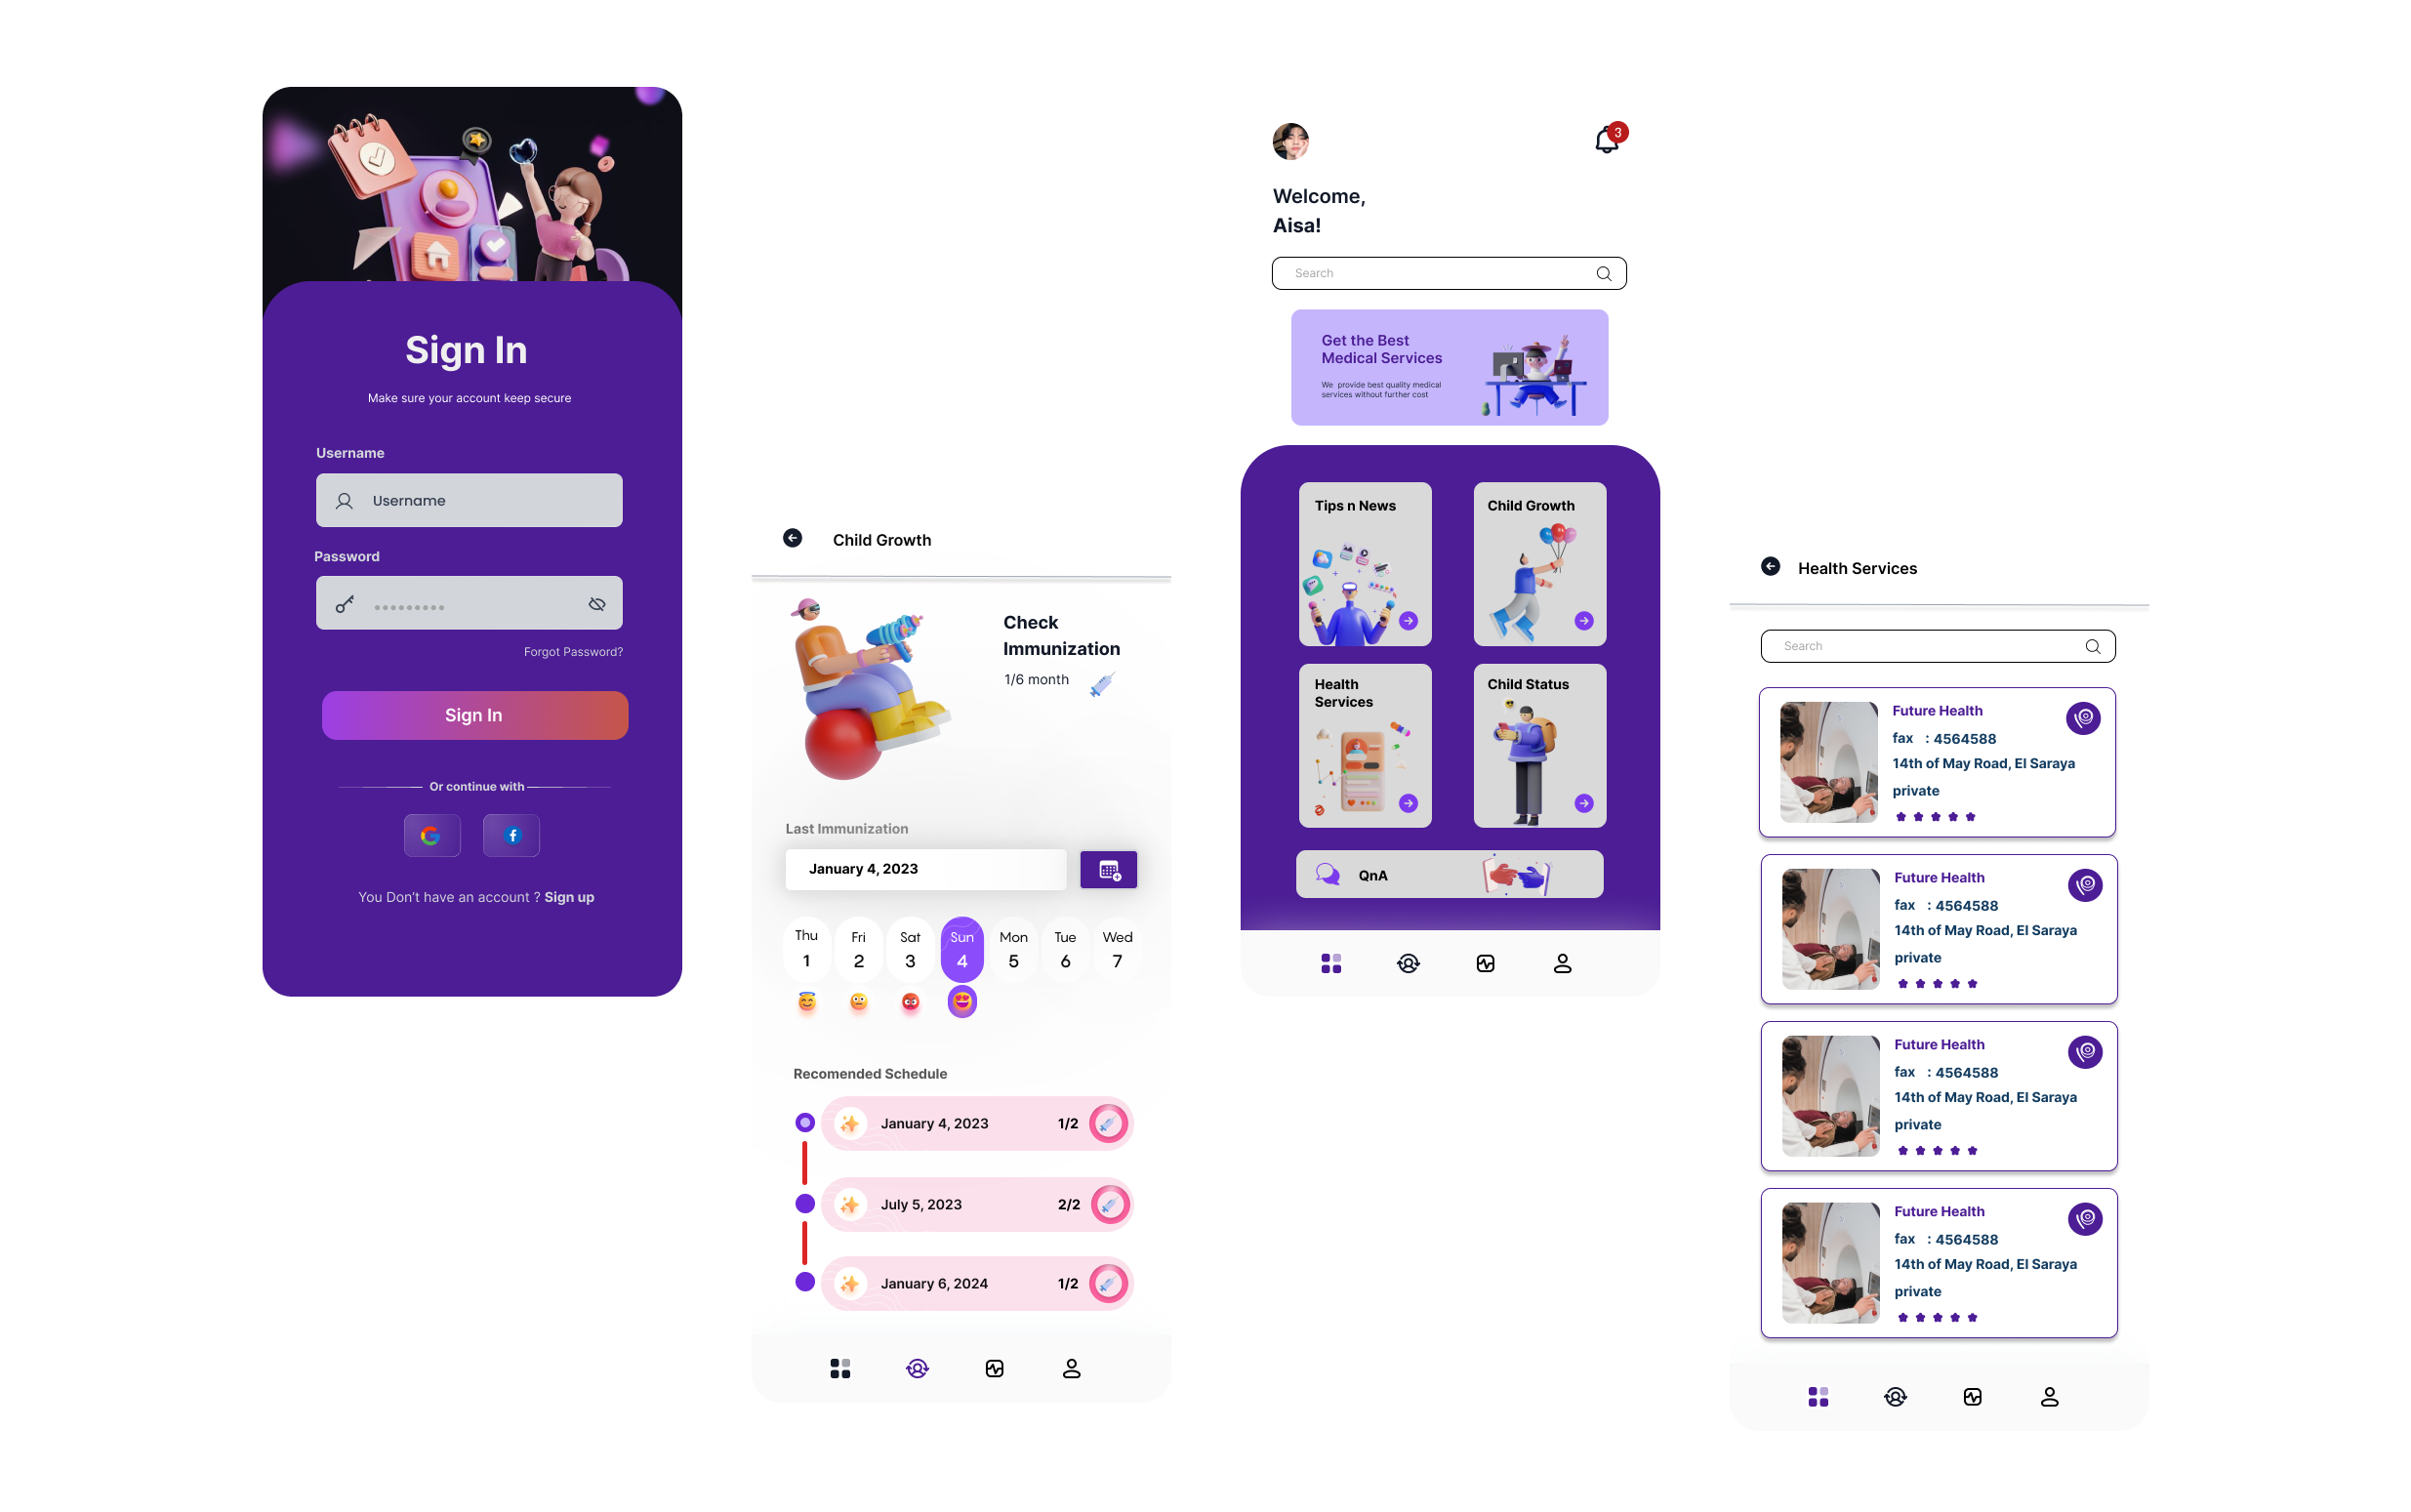 Sign In
Make sure your account keep secure
Username
Username
Password
Forgot Password?
Sign In
Or continue with
You Don't have an account ? Sign up
Child Growth
Check
Immunization
1/6 month
Last Immunization
January 4, 2023
Thu Fri Sat Sun Mon Tue Wed
1 2 3 4 5 6 7
Recomended Schedule
January 4, 2023 1/2
July 5, 2023 2/2
January 6, 2024 1/2
3
Welcome,
Aisa!
Search
Get the Best
Medical Services
We provide best quality medical
services without further cost
Tips n News
Child Growth
Health
Services
Child Status
QnA
Health Services
Search
Future Health
fax : 4564588
14th of May Road, El Saraya
private
Future Health
fax : 4564588
14th of May Road, El Saraya
private
Future Health
fax : 4564588
14th of May Road, El Saraya
private
Future Health
fax : 4564588
14th of May Road, El Saraya
private